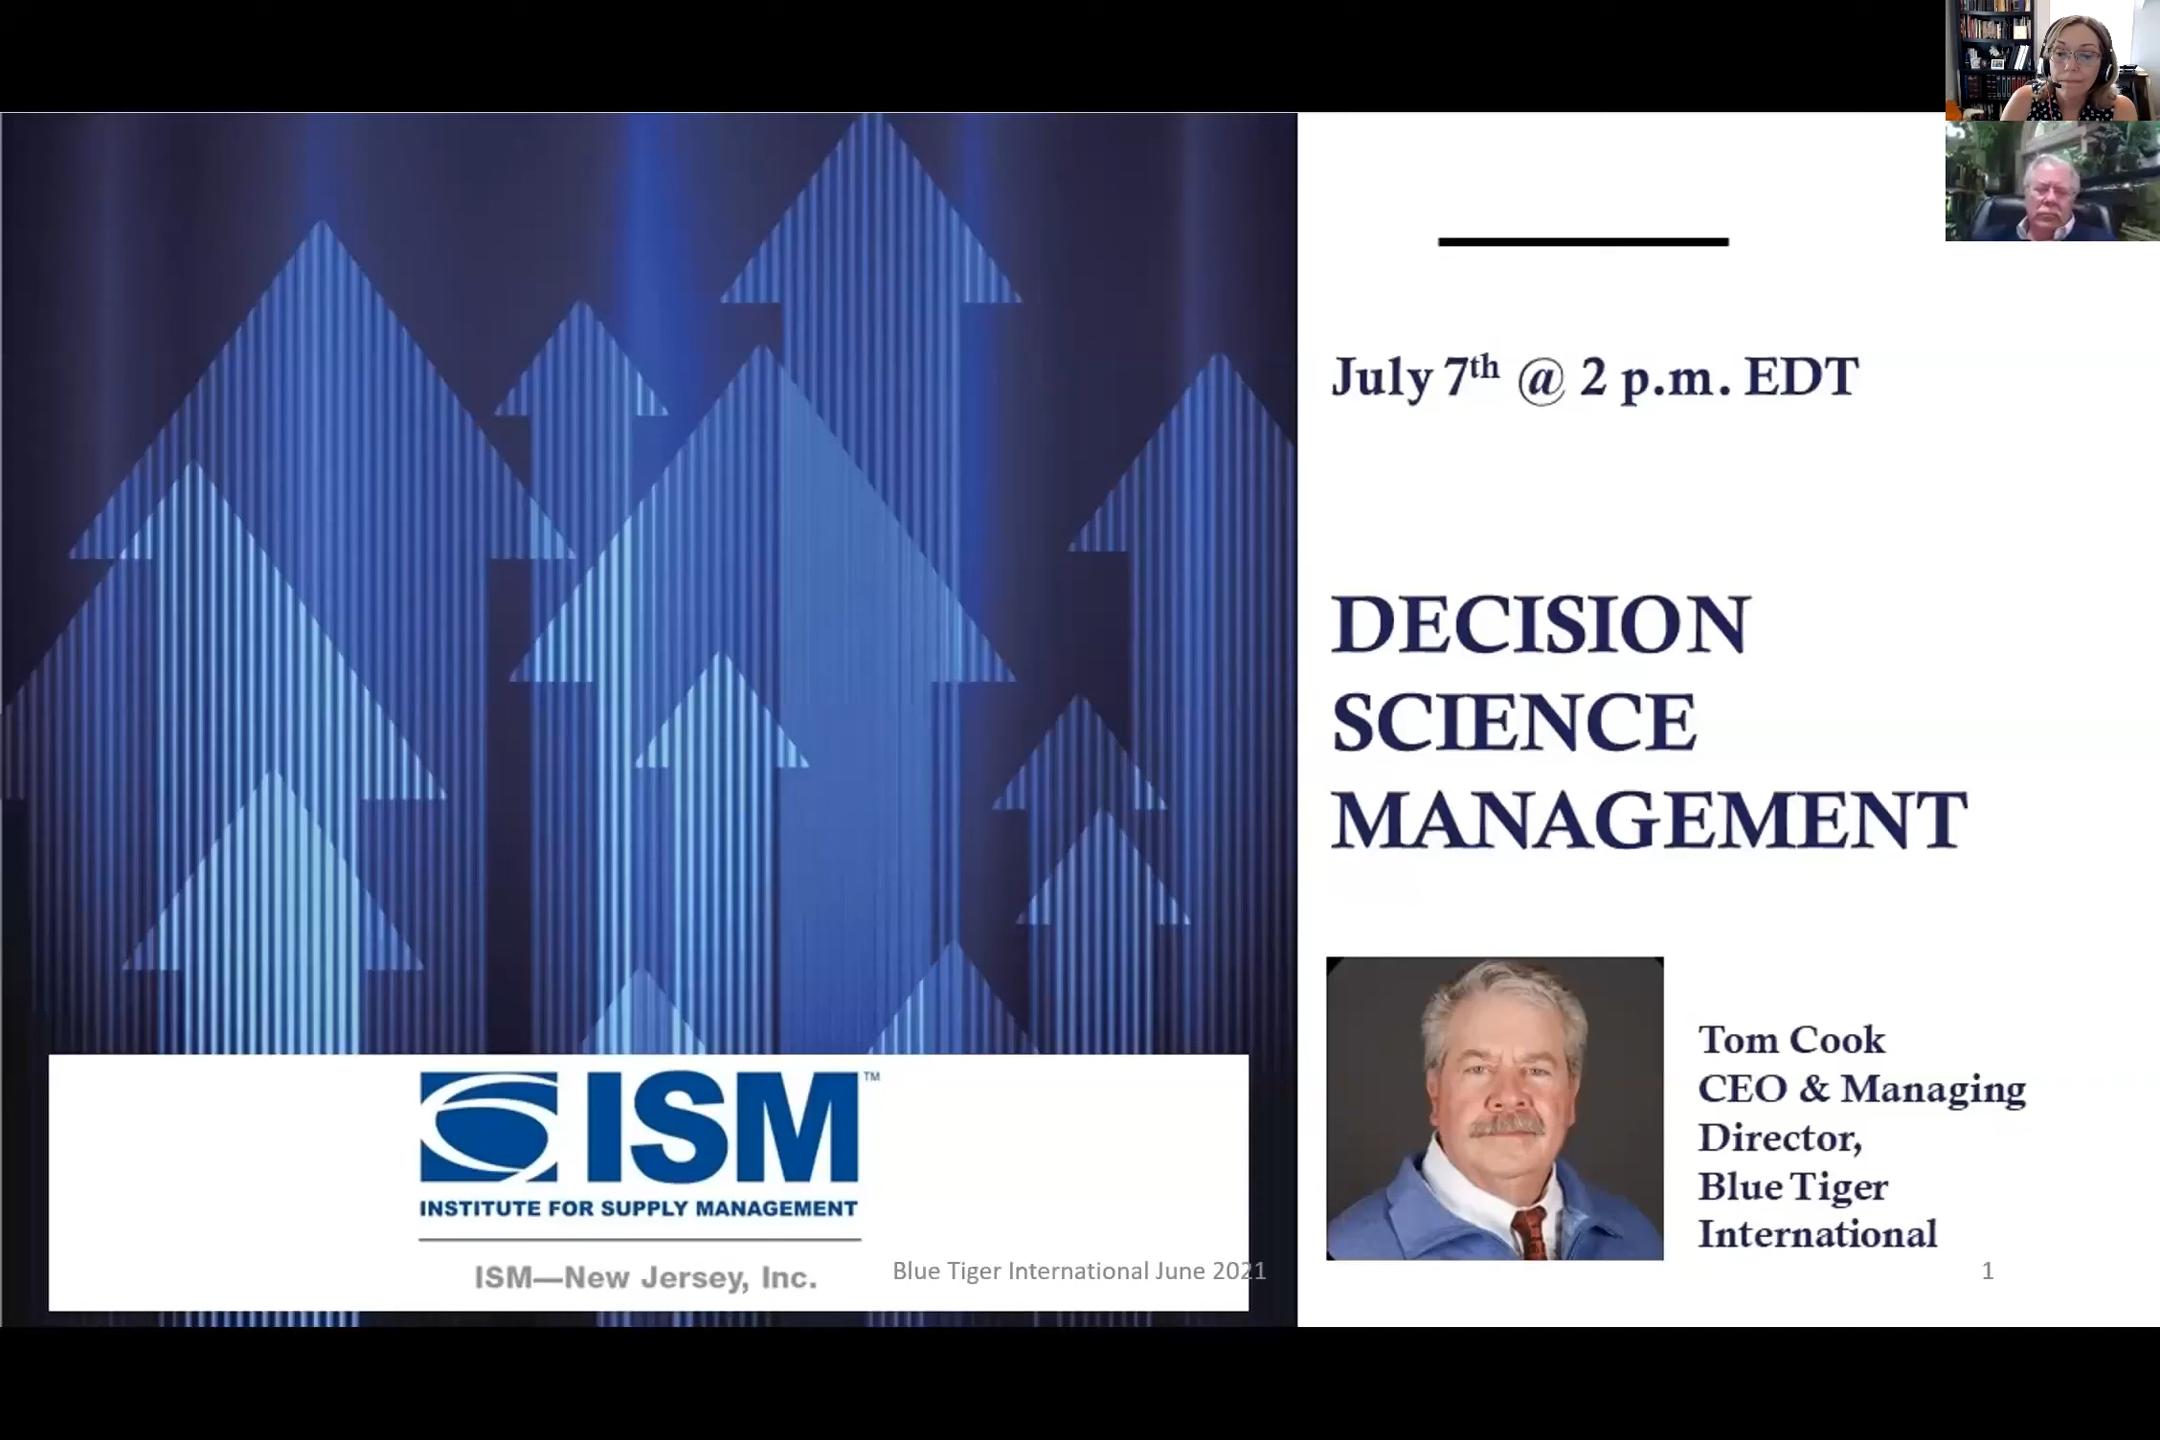 July 7th @ 2 p.m. EDT
DECISION
SCIENCE
MANAGEMENT
Tom Cook
CEO & Managing
Director,
Blue Tiger
International
ISM™
INSTITUTE FOR SUPPLY MANAGEMENT
ISM—New Jersey, Inc.
Blue Tiger International June 2021
1